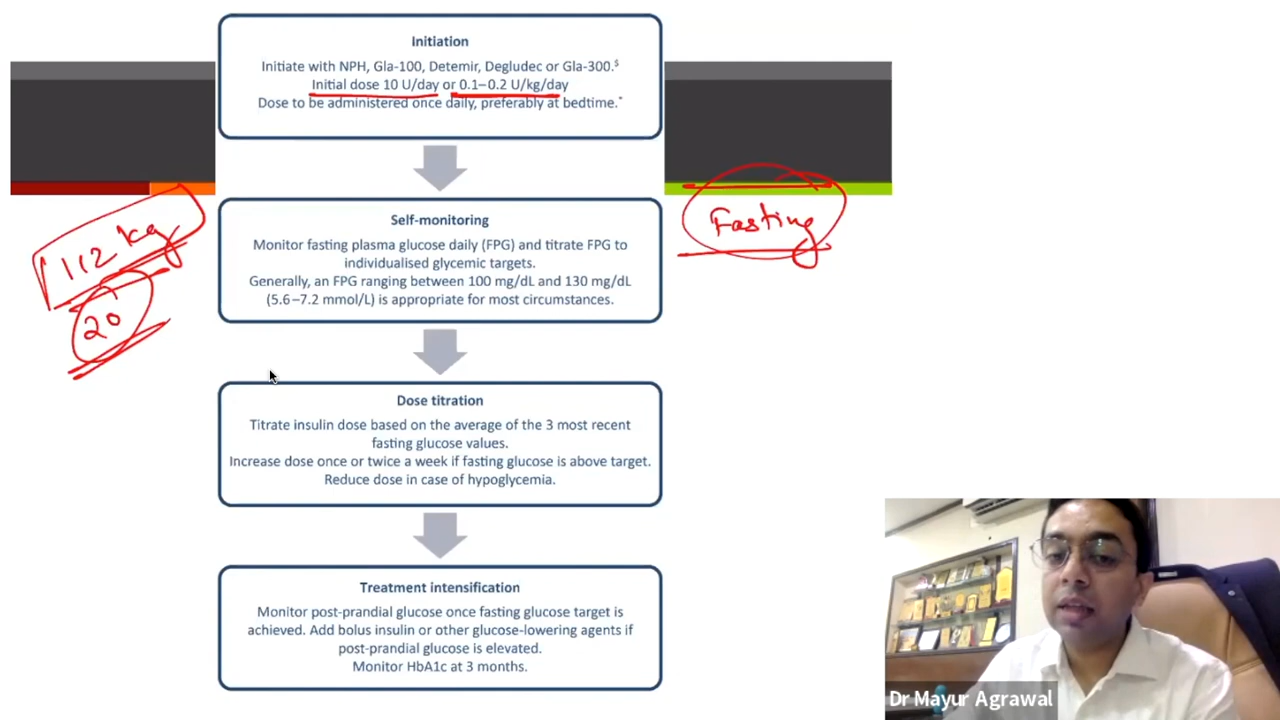 Initiation
Initiate with NPH, Gla-100, Detemir, Degludec or Gla-300.$
Initial dose 10 U/day or 0.1–0.2 U/kg/day
Dose to be administered once daily, preferably at bedtime.*
112 kg
20
Fasting
Self-monitoring
Monitor fasting plasma glucose daily (FPG) and titrate FPG to
individualised glycemic targets.
Generally, an FPG ranging between 100 mg/dL and 130 mg/dL
(5.6–7.2 mmol/L) is appropriate for most circumstances.
Dose titration
Titrate insulin dose based on the average of the 3 most recent
fasting glucose values.
Increase dose once or twice a week if fasting glucose is above target.
Reduce dose in case of hypoglycemia.
Treatment intensification
Monitor post-prandial glucose once fasting glucose target is
achieved. Add bolus insulin or other glucose-lowering agents if
post-prandial glucose is elevated.
Monitor HbA1c at 3 months.
Dr Mayur Agrawal